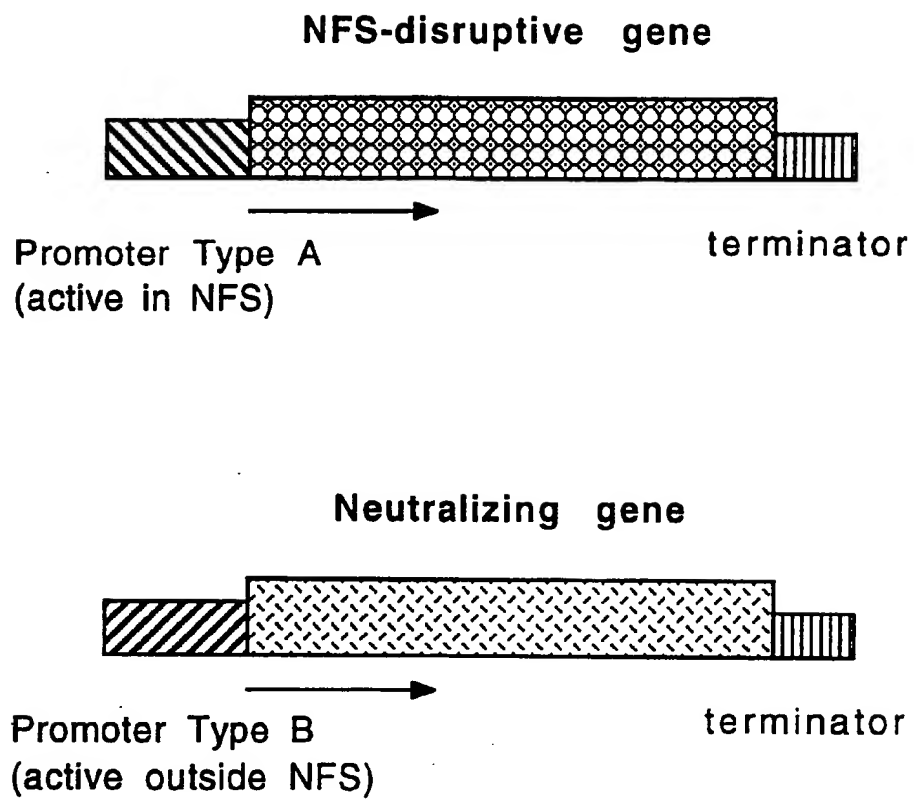 NFS-disruptive gene
Promoter Type A
(active in NFS)
terminator
Neutralizing gene
Promoter Type B
(active outside NFS)
terminator